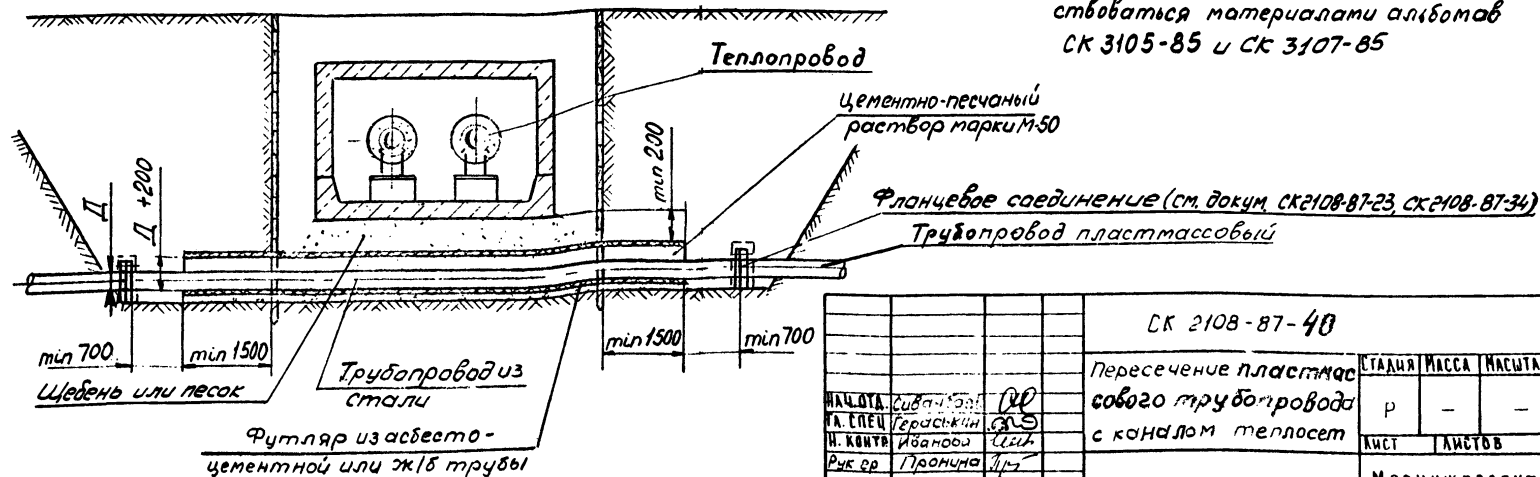 ствоваться материалами альбомав
СК 3105-85 и СК 3107-85
Теплопровод
Цементно-песчаный
раствор марки М-50
min 200
Д
Д +200
Фланцевое соединение (см. докум. СК2108-87-23, СК2108-87-34)
Трубопровод пластмассовый
min 700
min 1500
min 1500
min 700
Щебень или песок
Трубопровод из
стали
Футляр из асбесто-
цементной или ж/б трубы
СК 2108-87-40
Пересечение пластмас
сового трубопровода
с каналом теплосет
СТАДИЯ МАССА МАСШТА
Р – –
ЛИСТ ЛИСТОВ
НАЧ.ОТД.
ГЛ. СПЕЦ Гераськин
Н. КОНТР Иванова
Рук гр Пронина